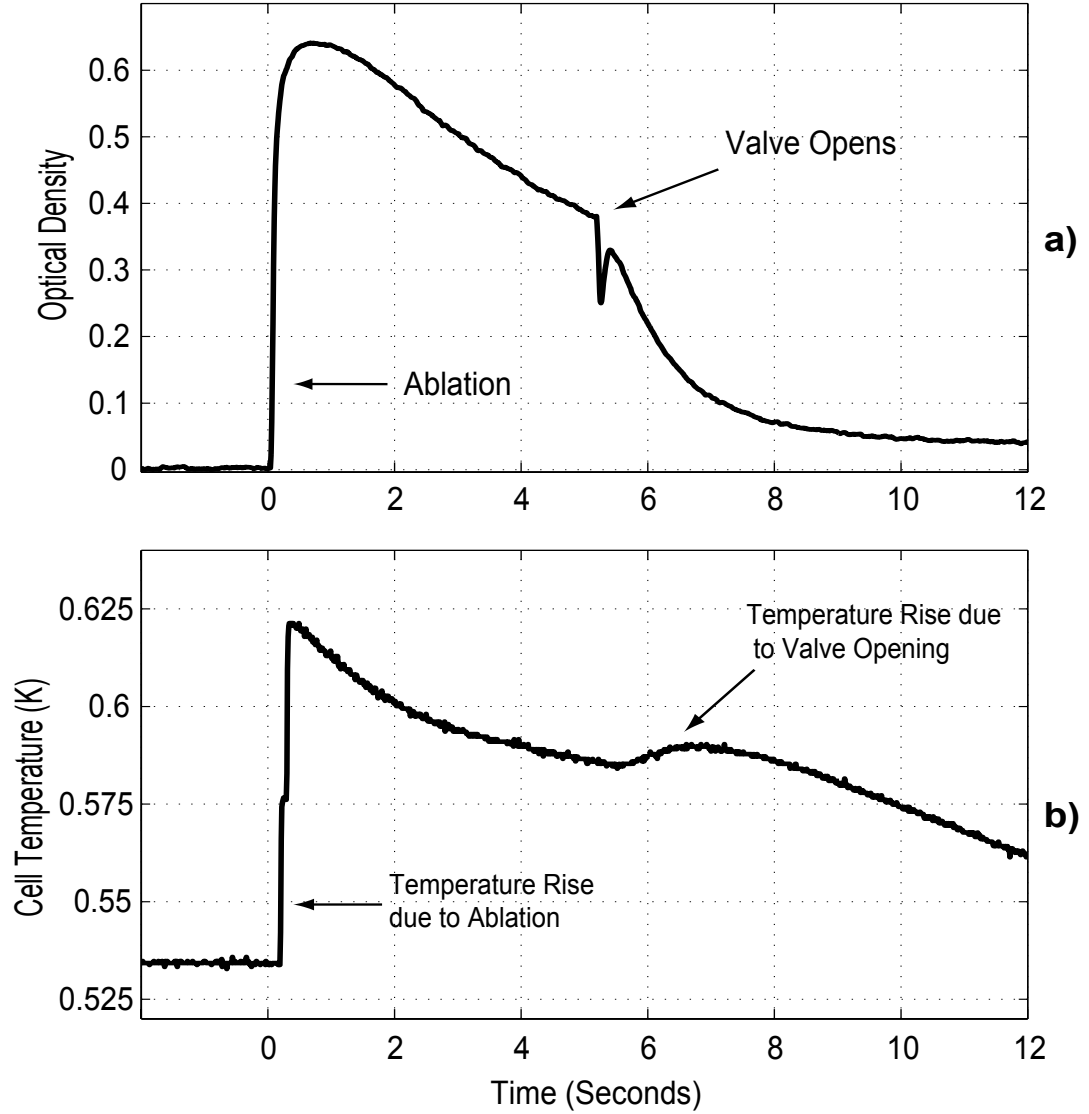 0.6
0.5
0.4
0.3
0.2
0.1
0
Optical Density
Valve Opens
Ablation
a)
0 2 4 6 8 10 12
0.625
0.6
0.575
0.55
0.525
Cell Temperature (K)
Temperature Rise due
to Valve Opening
Temperature Rise
due to Ablation
b)
0 2 4 6 8 10 12
Time (Seconds)